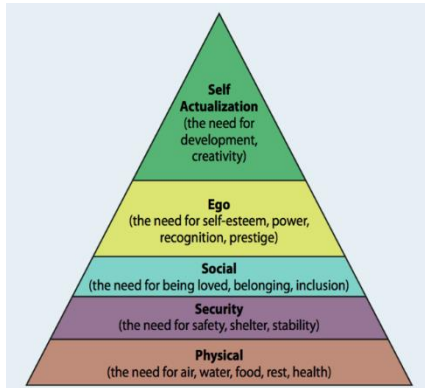 Self
Actualization
(the need for
development,
creativity)
Ego
(the need for self-esteem, power,
recognition, prestige)
Social
(the need for being loved, belonging, inclusion)
Security
(the need for safety, shelter, stability)
Physical
(the need for air, water, food, rest, health)